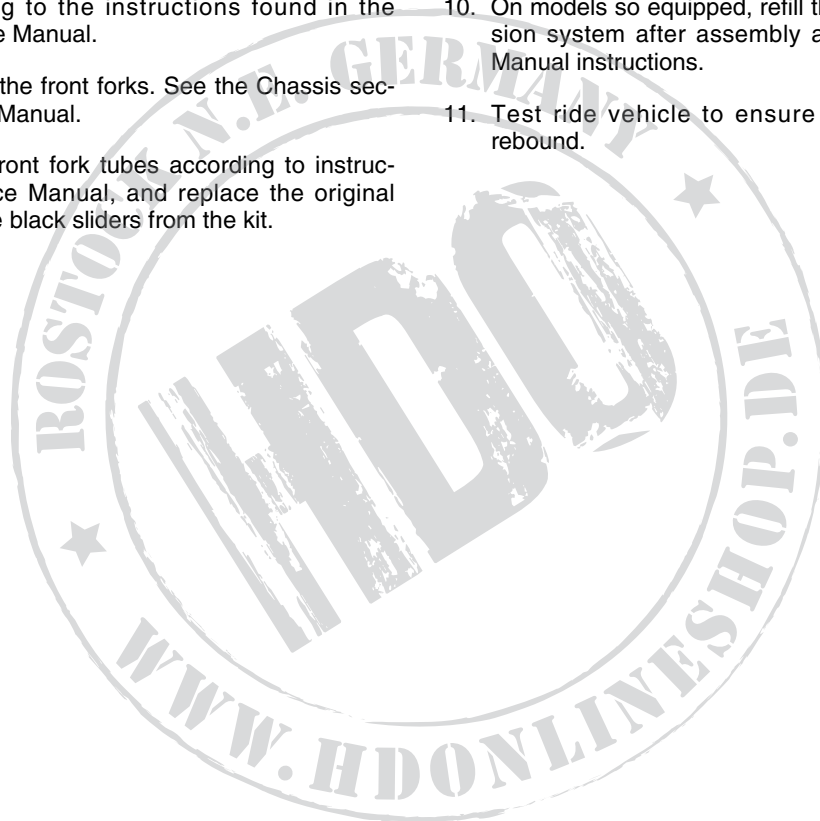 g to the instructions found in the
e Manual.
the front forks. See the Chassis sec-
Manual.
ront fork tubes according to instruc-
ce Manual, and replace the original
e black sliders from the kit.
10. On models so equipped, refill th
sion system after assembly a
Manual instructions.
11. Test ride vehicle to ensure
rebound.
ROSTOCK N.E. GERMANY
HDO
WWW.HDONLINESHOP.DE